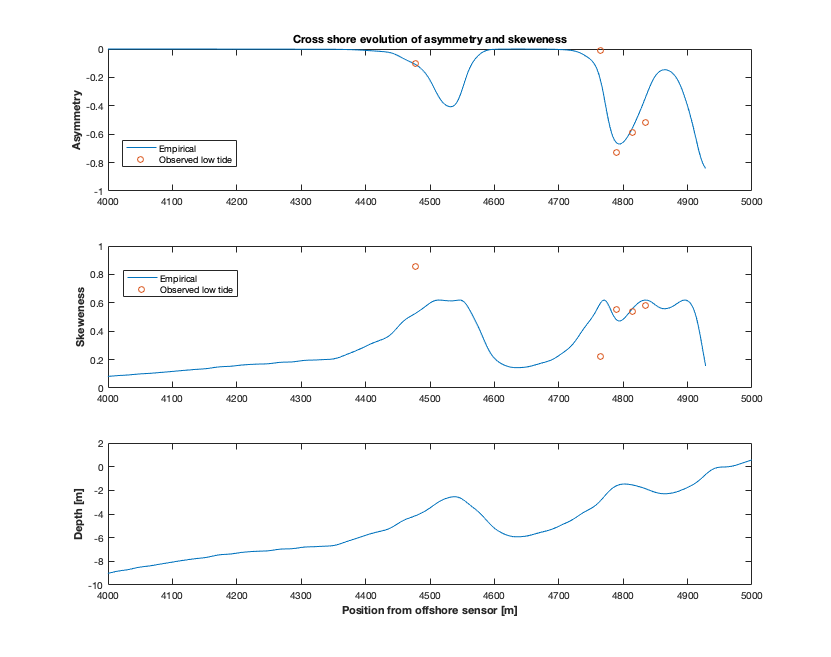 Cross shore evolution of asymmetry and skeweness
Asymmetry
0
-0.2
-0.4
-0.6
-0.8
-1
Empirical
Observed low tide
4000 4100 4200 4300 4400 4500 4600 4700 4800 4900 5000
Skeweness
1
0.8
0.6
0.4
0.2
0
Empirical
Observed low tide
4000 4100 4200 4300 4400 4500 4600 4700 4800 4900 5000
Depth [m]
2
0
-2
-4
-6
-8
-10
4000 4100 4200 4300 4400 4500 4600 4700 4800 4900 5000
Position from offshore sensor [m]